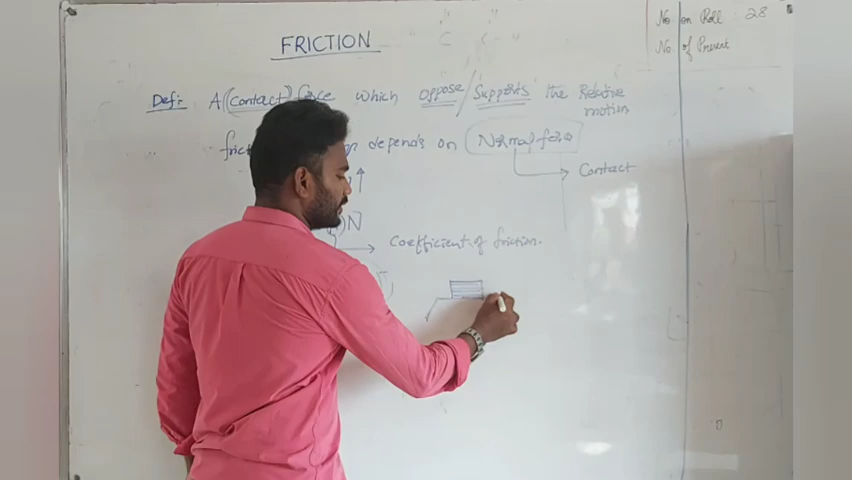 No on Roll : 28
No. of Present
FRICTION
Def:- A (Contact) force which oppose/Supports the Relative motion
depends on Normal force
Contact
N
Coefficient of friction.